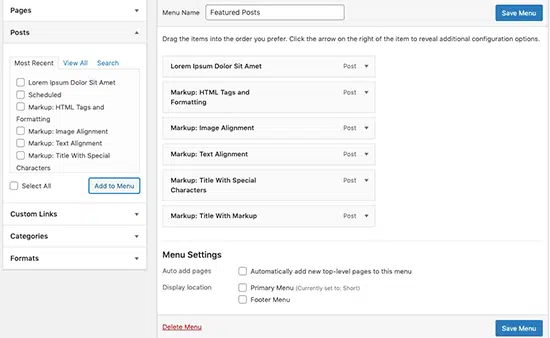 Pages
Posts
Most Recent View All Search
Lorem Ipsum Dolor Sit Amet
Scheduled
Markup: HTML Tags and
Formatting
Markup: Image Alignment
Markup: Text Alignment
Markup: Title With Special
Characters
Select All Add to Menu
Custom Links
Categories
Formats
Menu Name Featured Posts Save Menu
Drag the items into the order you prefer. Click the arrow on the right of the item to reveal additional configuration options.
Lorem Ipsum Dolor Sit Amet Post
Markup: HTML Tags and Post
Formatting
Markup: Image Alignment Post
Markup: Text Alignment Post
Markup: Title With Special Post
Characters
Markup: Title With Markup Post
Menu Settings
Auto add pages Automatically add new top-level pages to this menu
Display location Primary Menu (Currently set to: Short)
Footer Menu
Delete Menu Save Menu